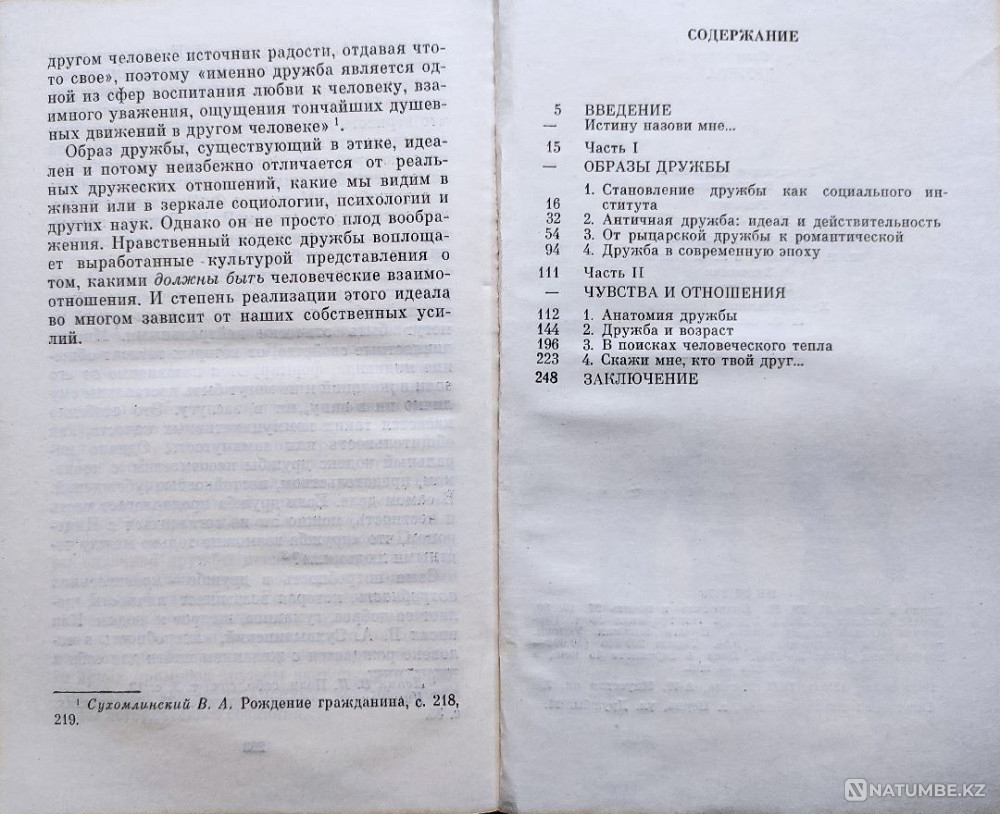 другом человеке источник радости, отдавая что-
то свое», поэтому «именно дружба является од-
ной из сфер воспитания любви к человеку, вза-
имного уважения, ощущения тончайших душев-
ных движений в другом человеке» ¹.
Образ дружбы, существующий в этике, идеа-
лен и потому неизбежно отличается от реаль-
ных дружеских отношений, какие мы видим в
жизни или в зеркале социологии, психологии и
других наук. Однако он не просто плод вообра-
жения. Нравственный кодекс дружбы воплоща-
ет выработанные культурой представления о
том, какими должны быть человеческие взаимо-
отношения. И степень реализации этого идеала
во многом зависит от наших собственных уси-
лий.
¹ Сухомлинский В. А. Рождение гражданина, с. 218,
219.
СОДЕРЖАНИЕ
5 ВВЕДЕНИЕ
— Истину назови мне...
15 Часть I
— ОБРАЗЫ ДРУЖБЫ
1. Становление дружбы как социального ин-
16 ститута
32 2. Античная дружба: идеал и действительность
54 3. От рыцарской дружбы к романтической
94 4. Дружба в современную эпоху
111 Часть II
— ЧУВСТВА И ОТНОШЕНИЯ
112 1. Анатомия дружбы
144 2. Дружба и возраст
196 3. В поисках человеческого тепла
223 4. Скажи мне, кто твой друг...
248 ЗАКЛЮЧЕНИЕ
NATUMBE.KZ